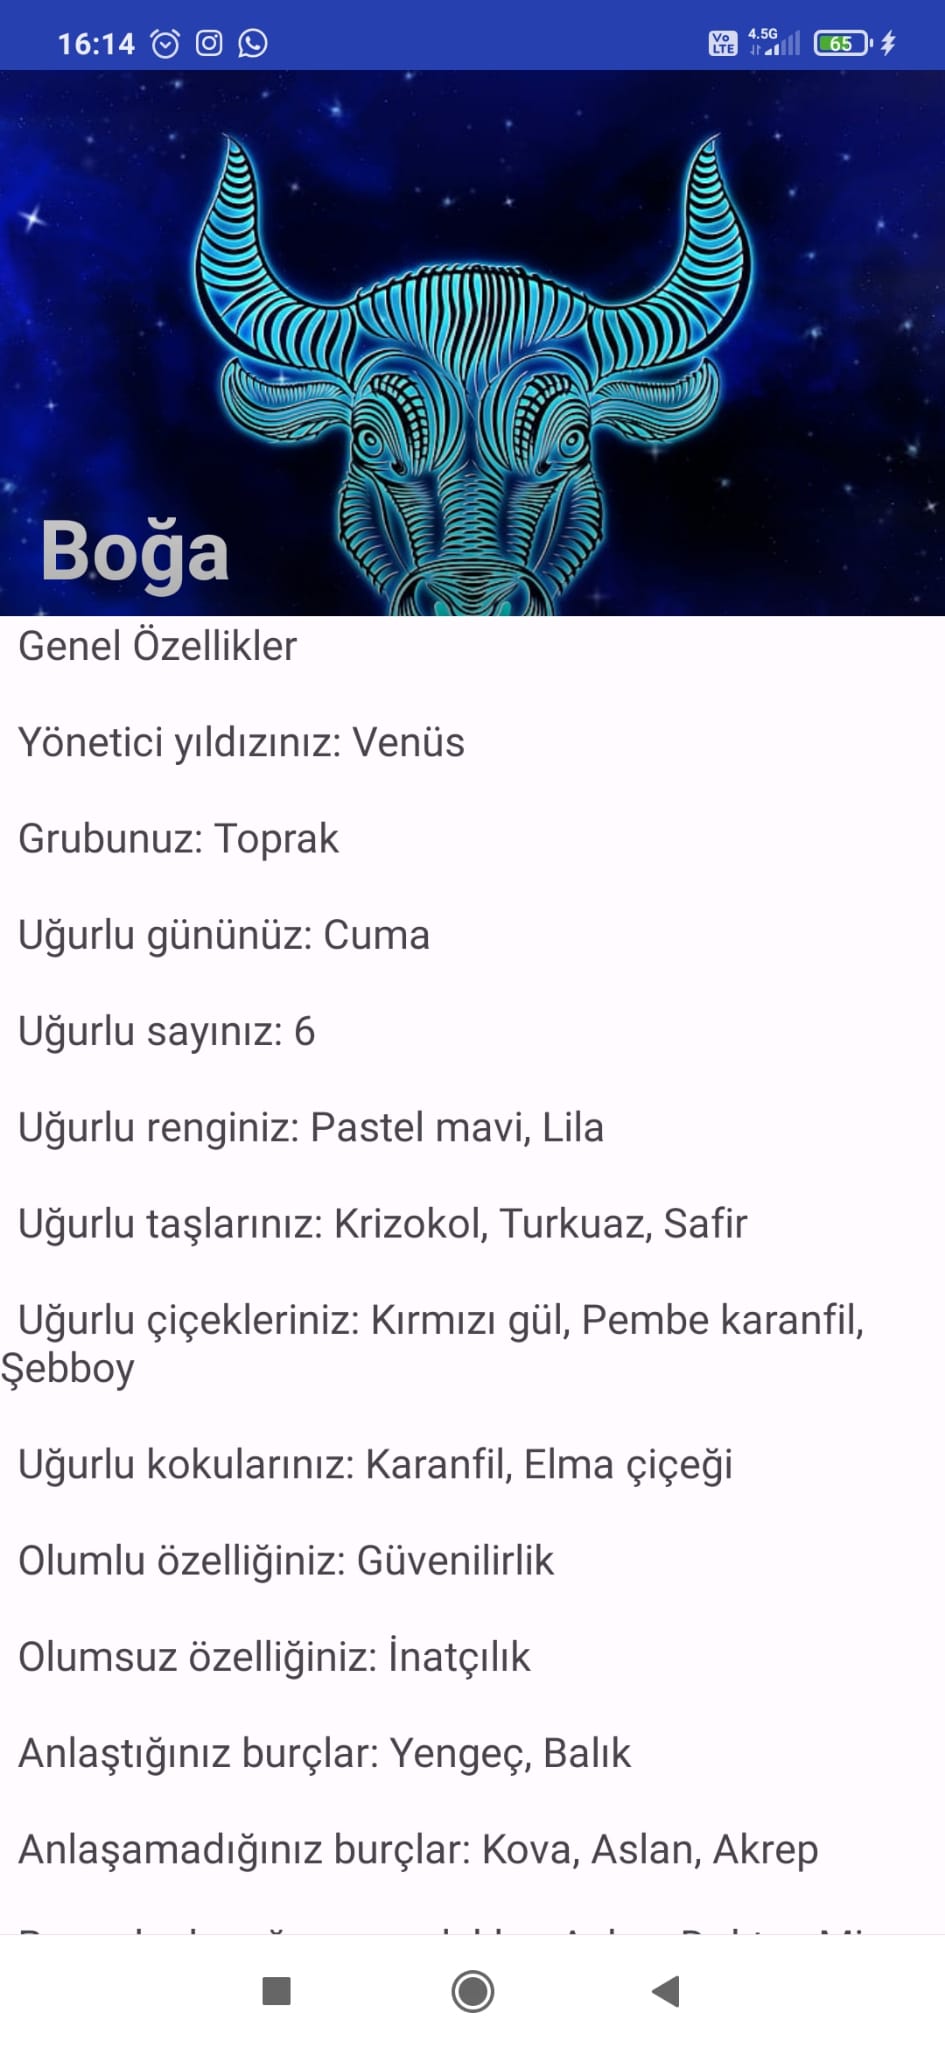 16:14
Vo
LTE
4.5G
65
Boğa
Genel Özellikler
Yönetici yıldızınız: Venüs
Grubunuz: Toprak
Uğurlu gününüz: Cuma
Uğurlu sayınız: 6
Uğurlu renginiz: Pastel mavi, Lila
Uğurlu taşlarınız: Krizokol, Turkuaz, Safir
Uğurlu çiçekleriniz: Kırmızı gül, Pembe karanfil,
Şebboy
Uğurlu kokularınız: Karanfil, Elma çiçeği
Olumlu özelliğiniz: Güvenilirlik
Olumsuz özelliğiniz: İnatçılık
Anlaştığınız burçlar: Yengeç, Balık
Anlaşamadığınız burçlar: Kova, Aslan, Akrep